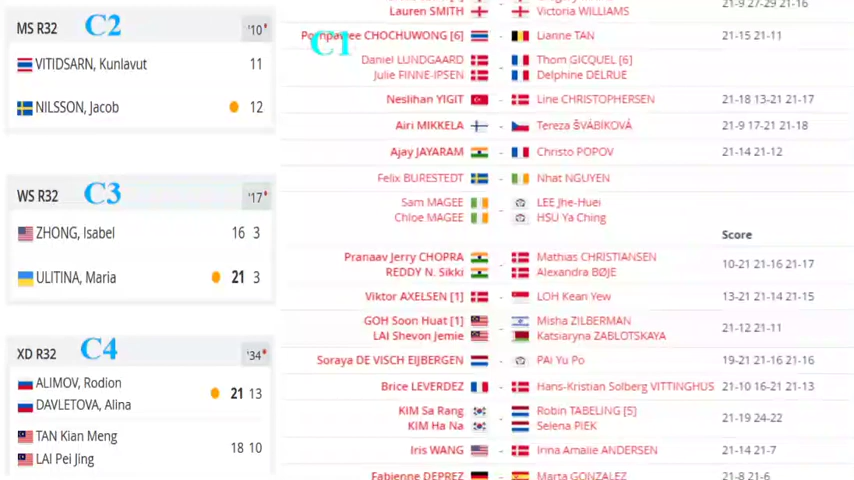 MS R32 C2 '10'
VITIDSARN, Kunlavut 11
NILSSON, Jacob 12
WS R32 C3 '17'
ZHONG, Isabel 16 3
ULITINA, Maria 21 3
XD R32 C4 '34'
ALIMOV, Rodion
DAVLETOVA, Alina 21 13
TAN Kian Meng
LAI Pei Jing 18 10
C1
Lauren SMITH - Victoria WILLIAMS 21-9 27-29 21-16
Pornpawee CHOCHUWONG [6] - Lianne TAN 21-15 21-11
Daniel LUNDGAARD - Thom GICQUEL [6]
Julie FINNE-IPSEN Delphine DELRUE
Neslihan YIGIT - Line CHRISTOPHERSEN 21-18 13-21 21-17
Airi MIKKELA - Tereza ŠVÁBÍKOVÁ 21-9 17-21 21-18
Ajay JAYARAM - Christo POPOV 21-14 21-12
Felix BURESTEDT - Nhat NGUYEN
Sam MAGEE - LEE Jhe-Huei
Chloe MAGEE HSU Ya Ching
Score
Pranaav Jerry CHOPRA - Mathias CHRISTIANSEN 10-21 21-16 21-17
REDDY N. Sikki Alexandra BØJE
Viktor AXELSEN [1] - LOH Kean Yew 13-21 21-14 21-15
GOH Soon Huat [1] - Misha ZILBERMAN 21-12 21-11
LAI Shevon Jemie Katsiaryna ZABLOTSKAYA
Soraya DE VISCH EIJBERGEN - PAI Yu Po 19-21 21-16 21-16
Brice LEVERDEZ - Hans-Kristian Solberg VITTINGHUS 21-10 16-21 21-13
KIM Sa Rang - Robin TABELING [5] 21-19 24-22
KIM Ha Na Selena PIEK
Iris WANG - Irina Amalie ANDERSEN 21-14 21-7
Fabienne DEPREZ - Marta GONZALEZ 21-8 21-6